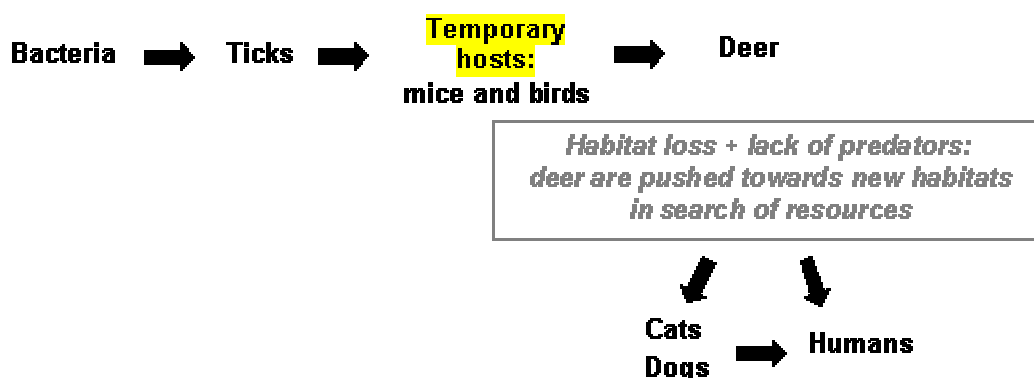 Bacteria
Ticks
Temporary
hosts:
mice and birds
Deer
Habitat loss + lack of predators:
deer are pushed towards new habitats
in search of resources
Cats
Dogs
Humans